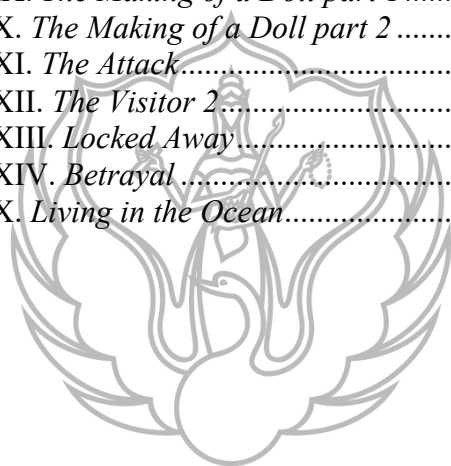 X. The Making of a Doll part 2 .......
XI. The Attack..................................
XII. The Visitor 2.............................
XIII. Locked Away...........................
XIV. Betrayal ..................................
X. Living in the Ocean.....................